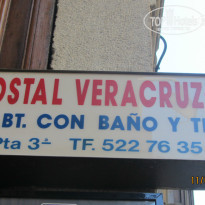 OSTAL VERACRUZ
BT. CON BAÑO Y T
Pta 3ª TF. 522 76 35